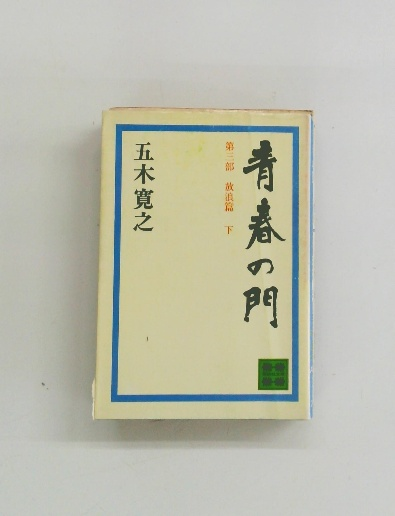 青春の門
第三部 放浪篇 下
五木寛之